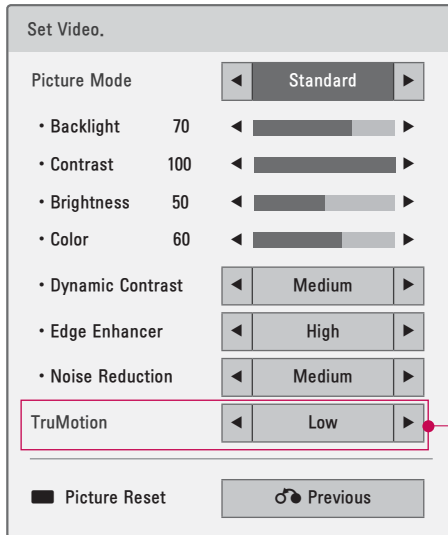 Set Video.
Picture Mode ◀ Standard ▶
• Backlight 70 ◀ ▶
• Contrast 100 ◀ ▶
• Brightness 50 ◀ ▶
• Color 60 ◀ ▶
• Dynamic Contrast ◀ Medium ▶
• Edge Enhancer ◀ High ▶
• Noise Reduction ◀ Medium ▶
TruMotion ◀ Low ▶
Picture Reset Previous